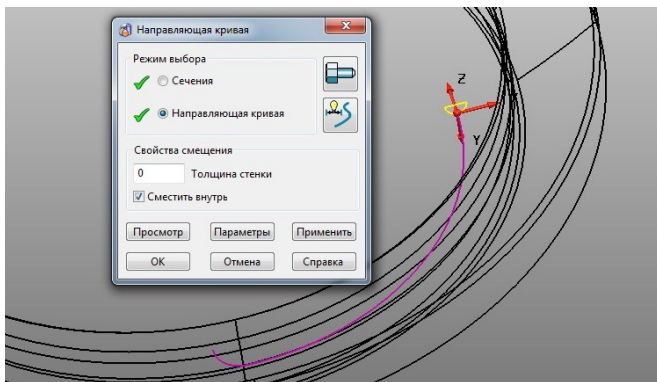 Направляющая кривая
Режим выбора
Сечения
Направляющая кривая
Свойства смещения
0 Толщина стенки
Сместить внутрь
Просмотр Параметры Применить
OK Отмена Справка
Z
Y